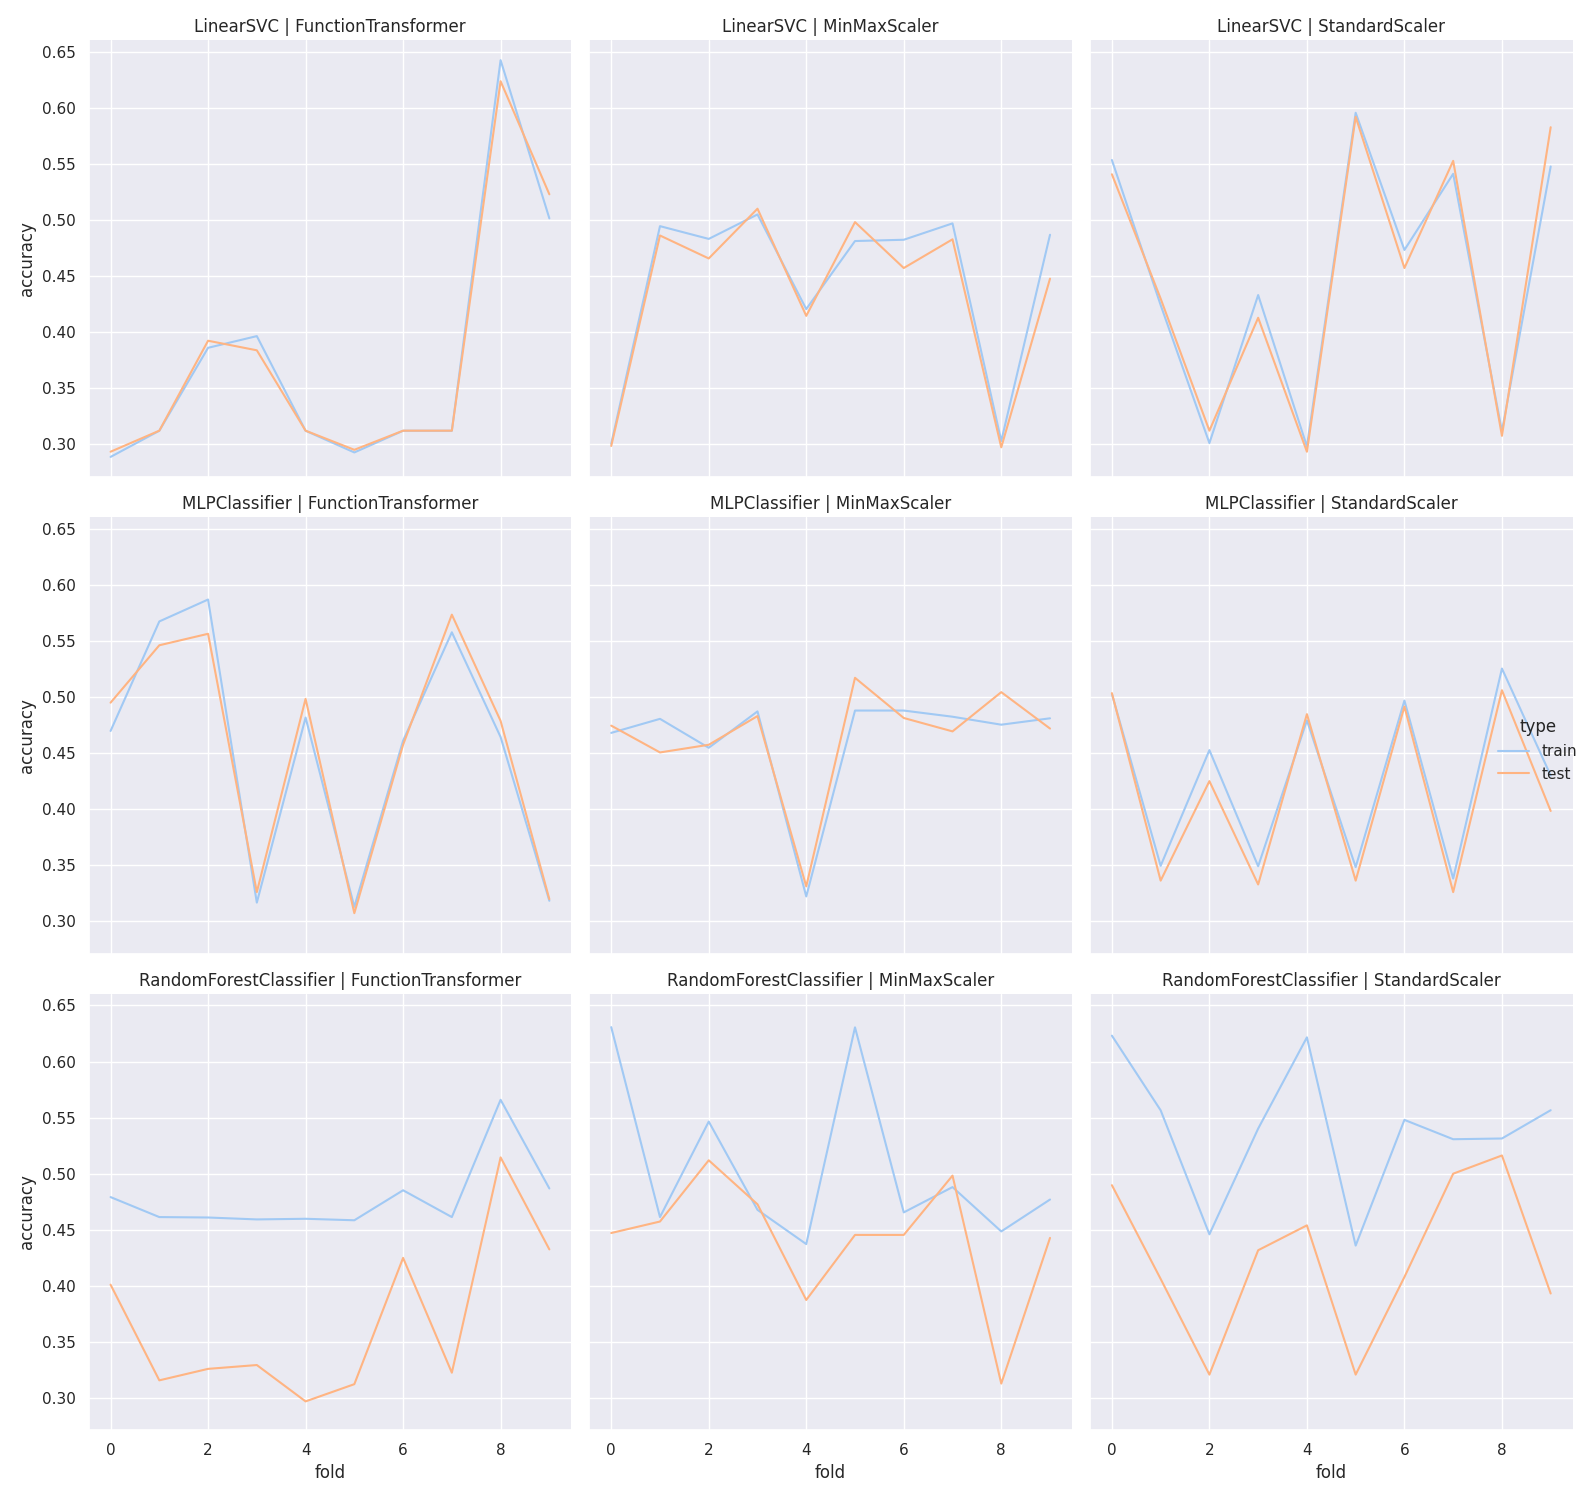 LinearSVC | FunctionTransformer
LinearSVC | MinMaxScaler
LinearSVC | StandardScaler
accuracy
0.65
0.60
0.55
0.50
0.45
0.40
0.35
0.30
MLPClassifier | FunctionTransformer
MLPClassifier | MinMaxScaler
MLPClassifier | StandardScaler
accuracy
0.65
0.60
0.55
0.50
0.45
0.40
0.35
0.30
type
train
test
RandomForestClassifier | FunctionTransformer
RandomForestClassifier | MinMaxScaler
RandomForestClassifier | StandardScaler
accuracy
0.65
0.60
0.55
0.50
0.45
0.40
0.35
0.30
0 2 4 6 8
0 2 4 6 8
0 2 4 6 8
fold
fold
fold